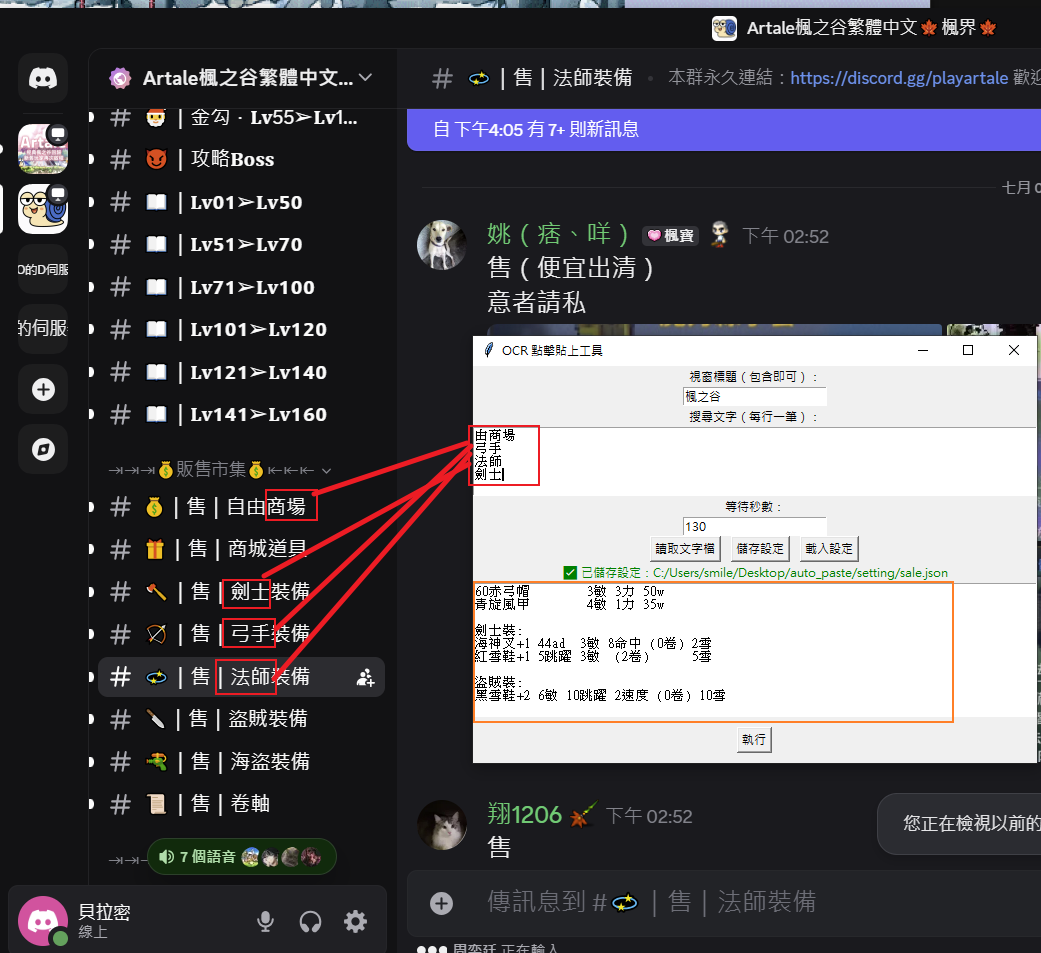 Artale楓之谷繁體中文🍁楓界🍁
Artale楓之谷繁體中文...
# 💫 | 售 | 法師裝備 • 本群永久連結：https://discord.gg/playartale 歡迎
自 下午4:05 有 7+ 則新訊息
# 🎅 | 金勾．Lv55➢Lv1...
# 😈 | 攻略Boss
# 📖 | Lv01➢Lv50
# 📖 | Lv51➢Lv70
# 📖 | Lv71➢Lv100
# 📖 | Lv101➢Lv120
# 📖 | Lv121➢Lv140
# 📖 | Lv141➢Lv160
→→→💰販售市集💰←←←
# 💰 | 售 | 自由商場
# 🎁 | 售 | 商城道具
# 🪓 | 售 | 劍士裝備
# 🏹 | 售 | 弓手裝備
# 💫 | 售 | 法師裝備
# 🔪 | 售 | 盜賊裝備
# 🔫 | 售 | 海盜裝備
# 📜 | 售 | 卷軸
7 個語音
貝拉密
線上
O的D伺服
的伺服
七月
姚（痞、咩） 楓寶 下午 02:52
售（便宜出清）
意者請私
OCR 點擊貼上工具
視窗標題（包含即可）：
楓之谷
搜尋文字（每行一筆）：
由商場
弓手
法師
劍士
等待秒數：
130
讀取文字檔 儲存設定 載入設定
✅ 已儲存設定：C:/Users/smile/Desktop/auto_paste/setting/sale.json
60赤弓帽 3敏 3力 50w
青旋風甲 4敏 1力 35w
劍士裝:
海神叉+1 44ad 3敏 8命中 (0卷) 2雪
紅雪鞋+1 5跳躍 3敏 (2卷) 5雪
盜賊裝:
黑雪鞋+2 6敏 10跳躍 2速度 (0卷) 10雪
執行
翔1206 下午 02:52
售
您正在檢視以前的
傳訊息到 #💫 | 售 | 法師裝備
正在輸入